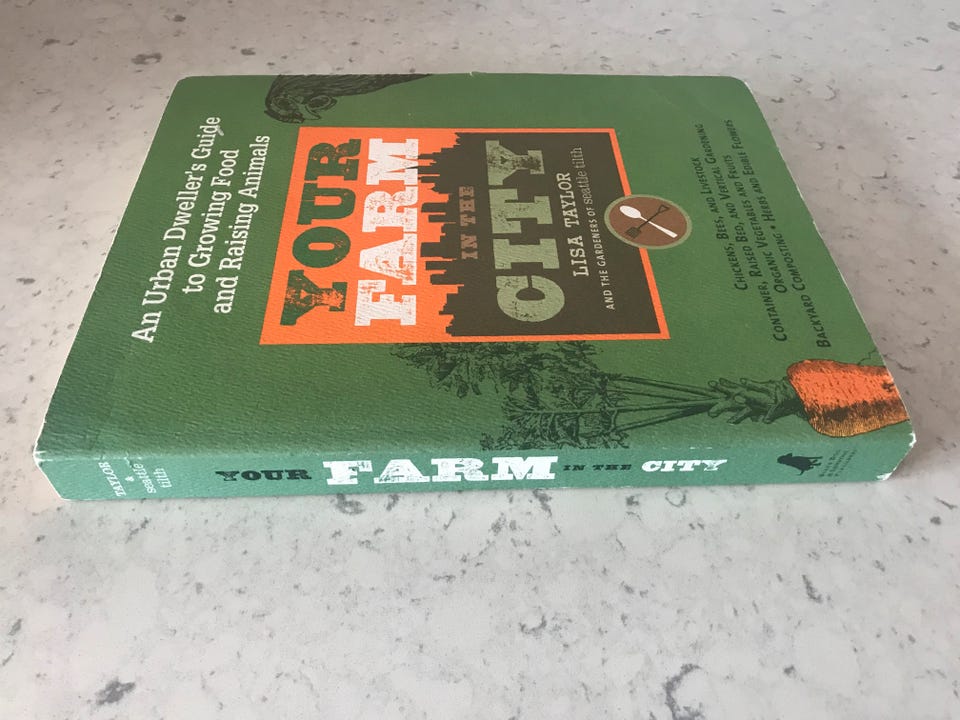 An Urban Dweller's Guide
to Growing Food
and Raising Animals
YOUR
FARM
IN THE
CITY
LISA TAYLOR
AND THE GARDENERS OF seattle tilth
CHICKENS, BEES, AND LIVESTOCK
CONTAINER, RAISED BED, AND VERTICAL GARDENING
ORGANIC VEGETABLES AND FRUITS
BACKYARD COMPOSTING • HERBS AND EDIBLE FLOWERS
TAYLOR
&
seattle
tilth
YOUR FARM IN THE CITY